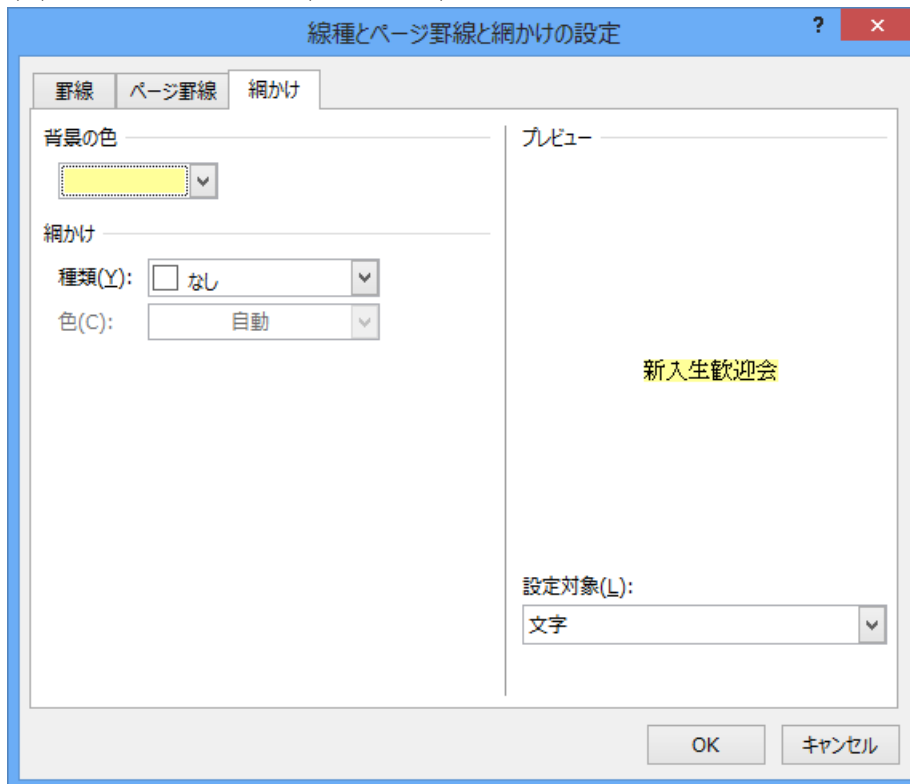 線種とページ罫線と網かけの設定
?
×
罫線
ページ罫線
網かけ
背景の色
網かけ
種類(Y):
なし
色(C):
自動
プレビュー
新入生歓迎会
設定対象(L):
文字
OK
キャンセル